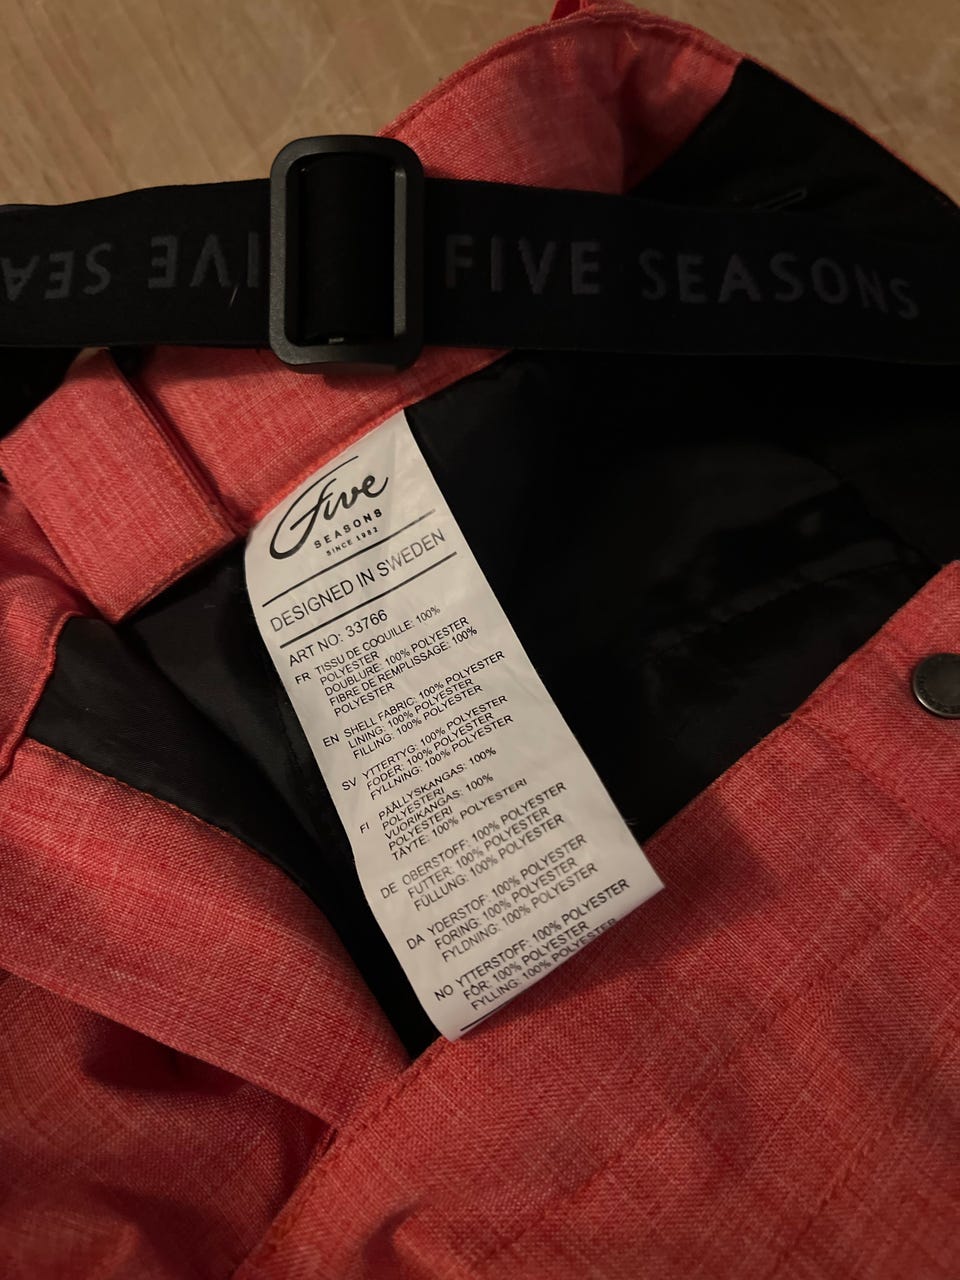 FIVE SEASONS
FIVE SEA
Five
SEASONS
SINCE 1982
DESIGNED IN SWEDEN
ART NO: 33766
FR TISSU DE COQUILLE: 100%
POLYESTER
DOUBLURE: 100% POLYESTER
FIBRE DE REMPLISSAGE: 100%
POLYESTER
EN SHELL FABRIC: 100% POLYESTER
LINING: 100% POLYESTER
FILLING: 100% POLYESTER
SV YTTERTYG: 100% POLYESTER
FODER: 100% POLYESTER
FYLLNING: 100% POLYESTER
FI PÄÄLLYSKANGAS: 100%
POLYESTERI
VUORIKANGAS: 100%
POLYESTERI
TÄYTE: 100% POLYESTERI
DE OBERSTOFF: 100% POLYESTER
FUTTER: 100% POLYESTER
FÜLLUNG: 100% POLYESTER
DA YDERSTOF: 100% POLYESTER
FORING: 100% POLYESTER
FYLDNING: 100% POLYESTER
NO YTTERSTOFF: 100% POLYESTER
FÔR: 100% POLYESTER
FYLLING: 100% POLYESTER